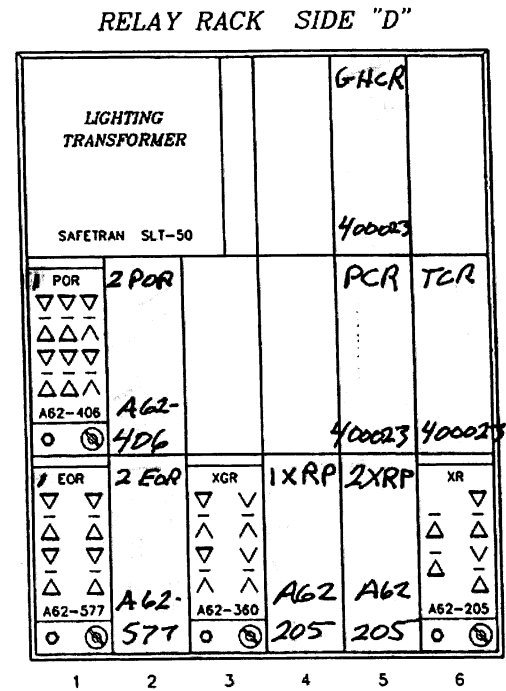 RELAY RACK SIDE "D"
GHCR
LIGHTING
TRANSFORMER
SAFETRAN SLT-50
400023
1 POR
2 POR
PCR
TCR
A62-406
A62-
406
400023
400023
1 EOR
2 EOR
XGR
1XRP
2XRP
XR
A62-577
A62-
577
A62-360
A62
205
A62
205
A62-205
1 2 3 4 5 6